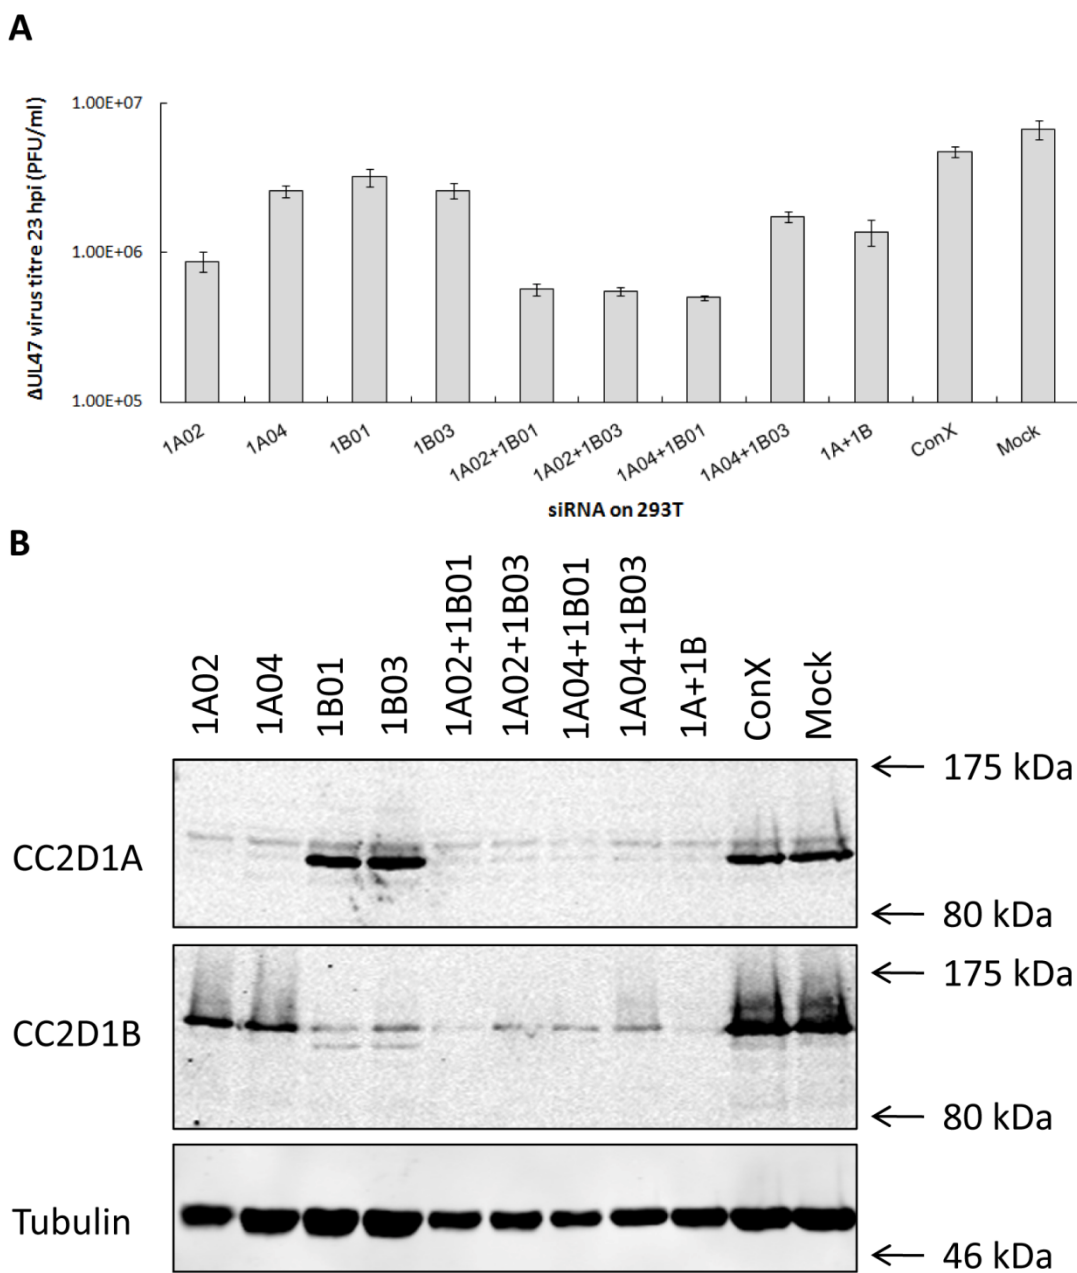 A
ΔUL47 virus titre 23 hpi (PFU/ml)
1.00E+07
1.00E+06
1.00E+05
1A02
1A04
1B01
1B03
1A02+1B01
1A02+1B03
1A04+1B01
1A04+1B03
1A+1B
ConX
Mock
siRNA on 293T
B
1A02
1A04
1B01
1B03
1A02+1B01
1A02+1B03
1A04+1B01
1A04+1B03
1A+1B
ConX
Mock
CC2D1A
175 kDa
80 kDa
CC2D1B
175 kDa
80 kDa
Tubulin
46 kDa